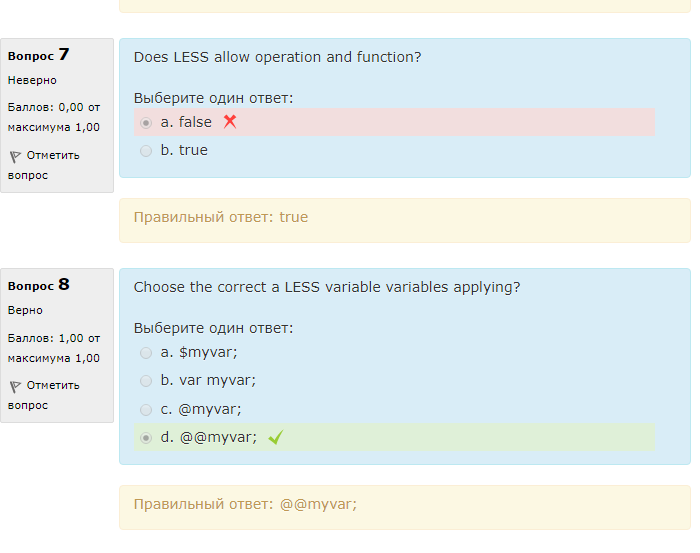 Вопрос 7
Неверно
Баллов: 0,00 от
максимума 1,00
Отметить
вопрос
Does LESS allow operation and function?
Выберите один ответ:
a. false
b. true
Правильный ответ: true
Вопрос 8
Верно
Баллов: 1,00 от
максимума 1,00
Отметить
вопрос
Choose the correct a LESS variable variables applying?
Выберите один ответ:
a. $myvar;
b. var myvar;
c. @myvar;
d. @@myvar;
Правильный ответ: @@myvar;